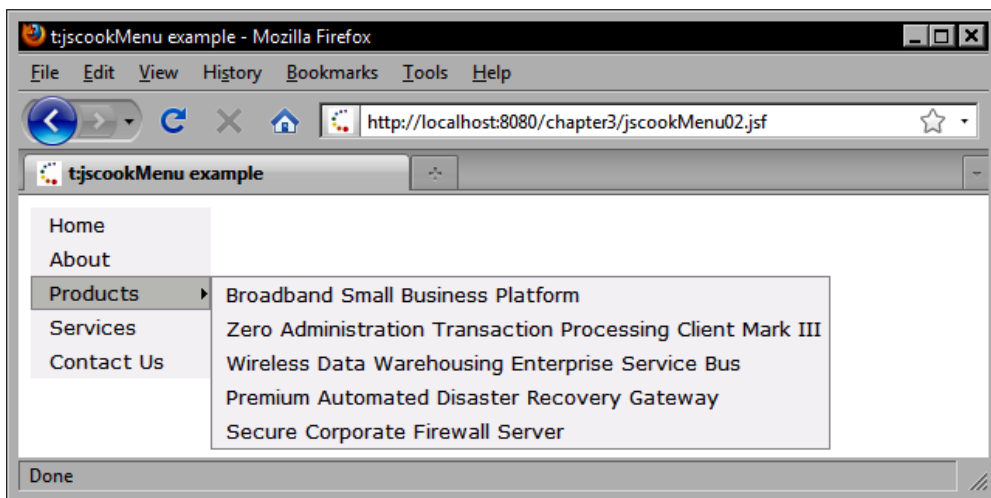 t:jscookMenu example - Mozilla Firefox
File Edit View History Bookmarks Tools Help
http://localhost:8080/chapter3/jscookMenu02.jsf
t:jscookMenu example
Home
About
Products
Services
Contact Us
Broadband Small Business Platform
Zero Administration Transaction Processing Client Mark III
Wireless Data Warehousing Enterprise Service Bus
Premium Automated Disaster Recovery Gateway
Secure Corporate Firewall Server
Done